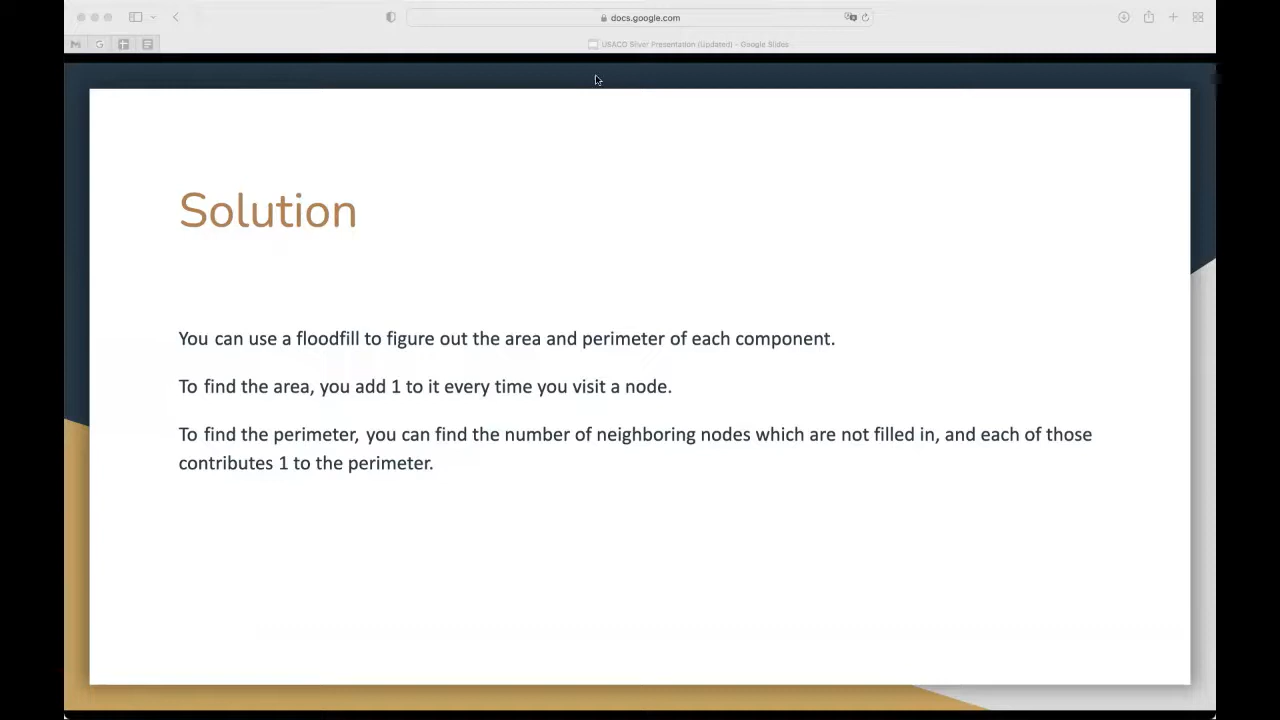 docs.google.com
USACO Silver Presentation (Updated) - Google Slides
Solution
You can use a floodfill to figure out the area and perimeter of each component.
To find the area, you add 1 to it every time you visit a node.
To find the perimeter, you can find the number of neighboring nodes which are not filled in, and each of those
contributes 1 to the perimeter.